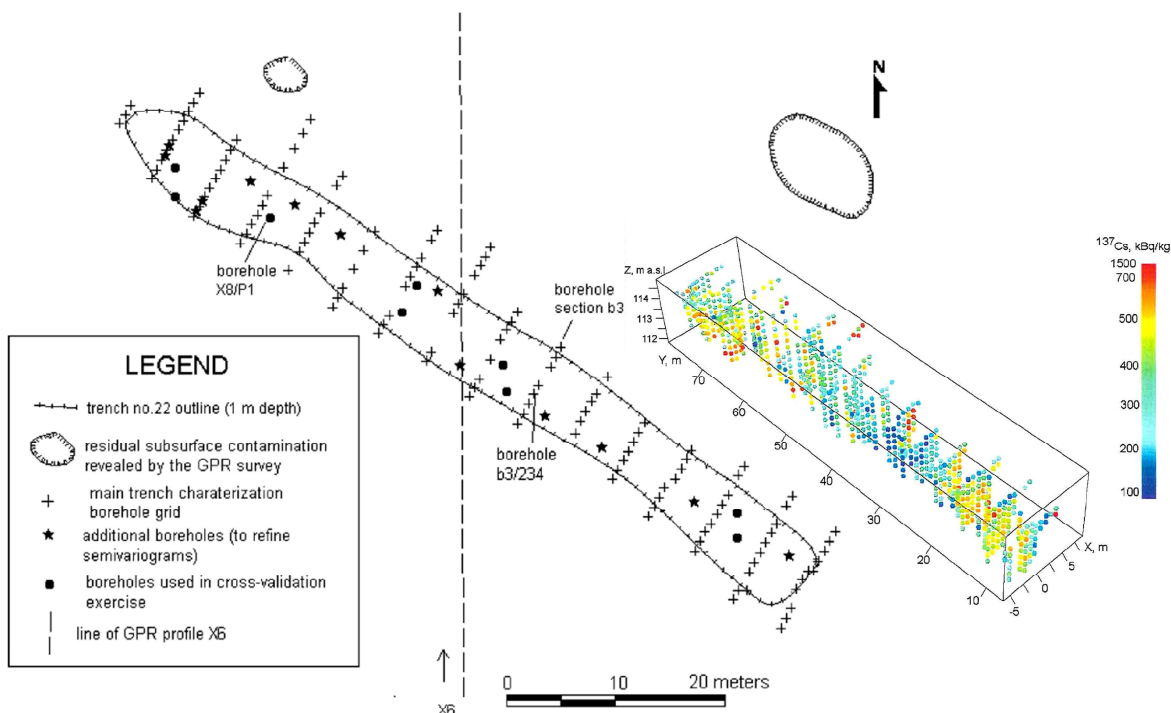 N
borehole
X8/P1
borehole
section b3
borehole
b3/234
LEGEND
trench no.22 outline (1 m depth)
residual subsurface contamination
revealed by the GPR survey
main trench charaterization
borehole grid
additional boreholes (to refine
semivariograms)
boreholes used in cross-validation
exercise
line of GPR profile X6
X6
0 10 20 meters
137Cs, kBq/kg
1500
700
500
400
300
200
100
Z, m a.s.l
114
113
112
Y, m
70
60
50
40
30
20
10
X, m
5
0
-5